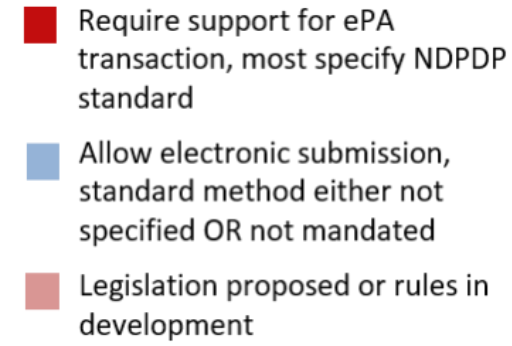 Require support for ePA
transaction, most specify NDPDP
standard
Allow electronic submission,
standard method either not
specified OR not mandated
Legislation proposed or rules in
development